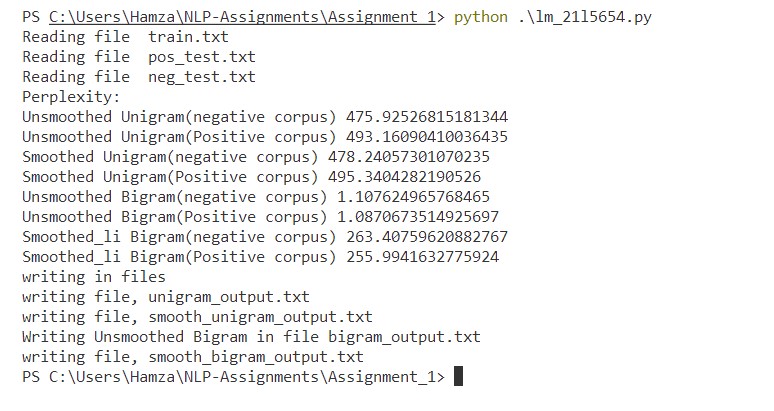 PS C:\Users\Hamza\NLP-Assignments\Assignment_1> python .\lm_21l5654.py
Reading file  train.txt
Reading file  pos_test.txt
Reading file  neg_test.txt
Perplexity:
Unsmoothed Unigram(negative corpus) 475.92526815181344
Unsmoothed Unigram(Positive corpus) 493.16090410036435
Smoothed Unigram(negative corpus) 478.24057301070235
Smoothed Unigram(Positive corpus) 495.3404282190526
Unsmoothed Bigram(negative corpus) 1.107624965768465
Unsmoothed Bigram(Positive corpus) 1.0870673514925697
Smoothed_li Bigram(negative corpus) 263.40759620882767
Smoothed_li Bigram(Positive corpus) 255.9941632775924
writing in files
writing file, unigram_output.txt
writing file, smooth_unigram_output.txt
Writing Unsmoothed Bigram in file bigram_output.txt
writing file, smooth_bigram_output.txt
PS C:\Users\Hamza\NLP-Assignments\Assignment_1>